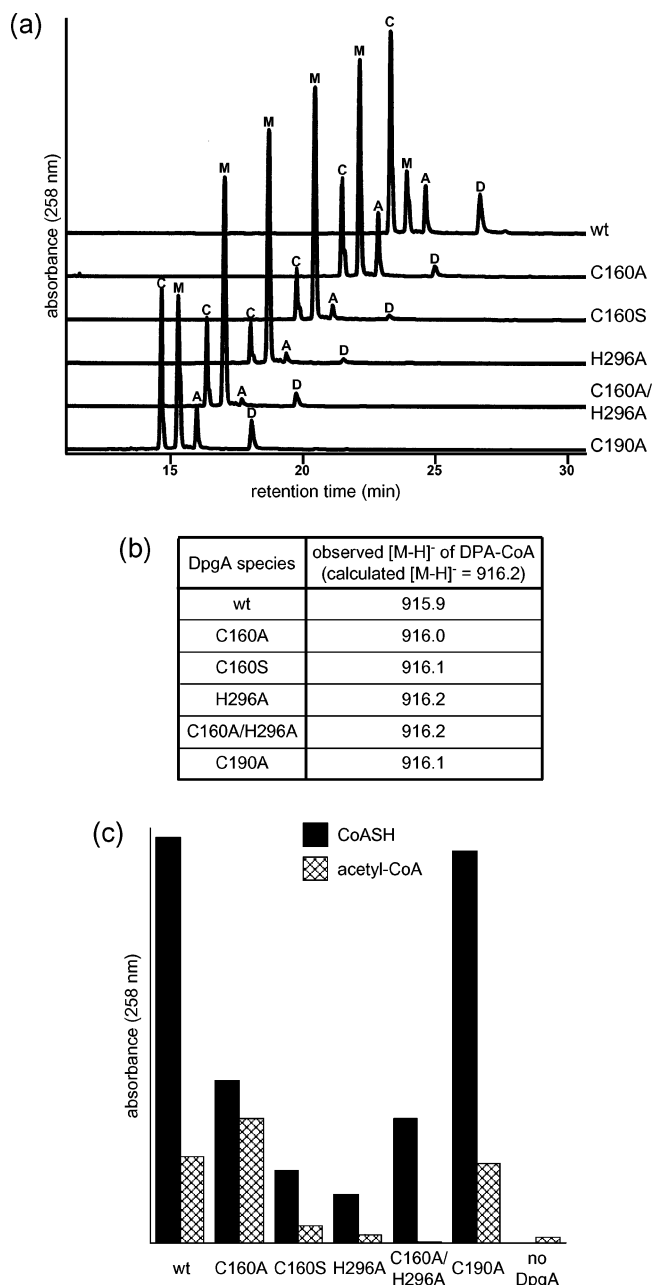 (a)
absorbance (258 nm)
C
M
M
C
M
A
D
wt
M
C
A
D
C160A
M
C
A
D
C160S
C
M
C
C
A
D
H296A
A
A
D
D
C160A/
H296A
C190A
15 20 25 30
retention time (min)
(b)
DpgA species
observed [M-H]- of DPA-CoA
(calculated [M-H]- = 916.2)
wt 915.9
C160A 916.0
C160S 916.1
H296A 916.2
C160A/H296A 916.2
C190A 916.1
(c)
CoASH
acetyl-CoA
absorbance (258 nm)
wt C160A C160S H296A C160A/ C190A no
H296A DpgA